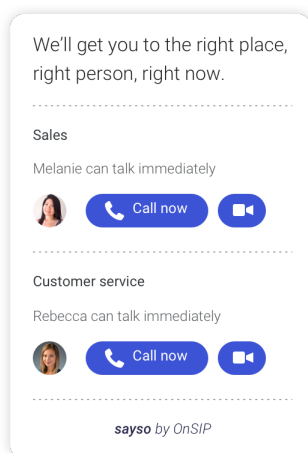 We'll get you to the right place,
right person, right now.
Sales
Melanie can talk immediately
Call now
Customer service
Rebecca can talk immediately
Call now
sayso by OnSIP